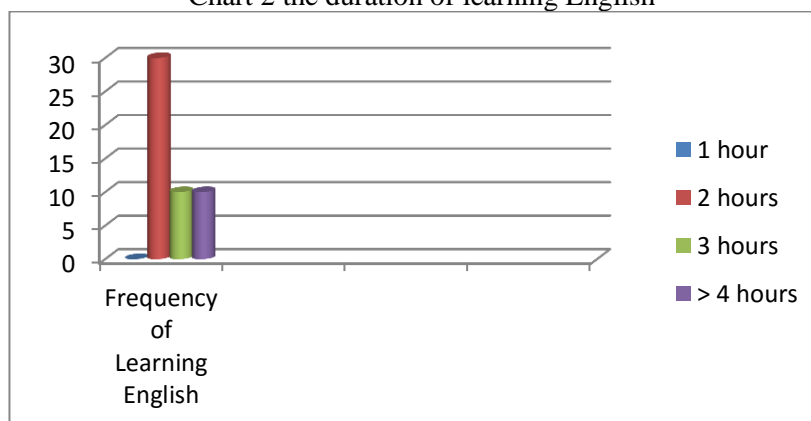 Chart 2 the duration of learning English
30
25
20
15
10
5
0
Frequency
of
Learning
English
1 hour
2 hours
3 hours
> 4 hours